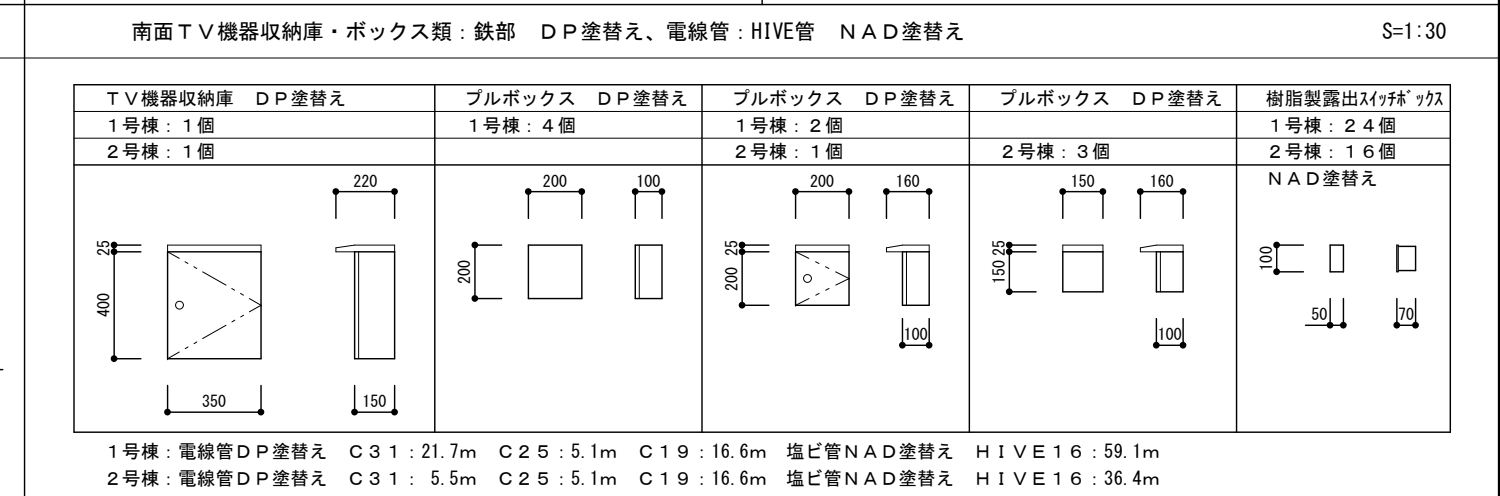 南面ＴＶ機器収納庫・ボックス類：鉄部　ＤＰ塗替え、電線管：HIVE管　ＮＡＤ塗替え　S=1:30
ＴＶ機器収納庫　ＤＰ塗替え　プルボックス　ＤＰ塗替え　プルボックス　ＤＰ塗替え　プルボックス　ＤＰ塗替え　樹脂製露出ｽｲｯﾁﾎﾞｯｸｽ
１号棟：１個　１号棟：４個　１号棟：２個　１号棟：２４個
２号棟：１個　２号棟：１個　２号棟：３個　２号棟：１６個
ＮＡＤ塗替え
220　200　100　200　160　150　160
25　400　200　25　200　25　150　100
50　70
100　100
350　150
１号棟：電線管ＤＰ塗替え　Ｃ３１：21.7m　Ｃ２５：5.1m　Ｃ１９：16.6m　塩ビ管ＮＡＤ塗替え　ＨＩＶＥ１６：59.1m
２号棟：電線管ＤＰ塗替え　Ｃ３１： 5.5m　Ｃ２５：5.1m　Ｃ１９：16.6m　塩ビ管ＮＡＤ塗替え　ＨＩＶＥ１６：36.4m